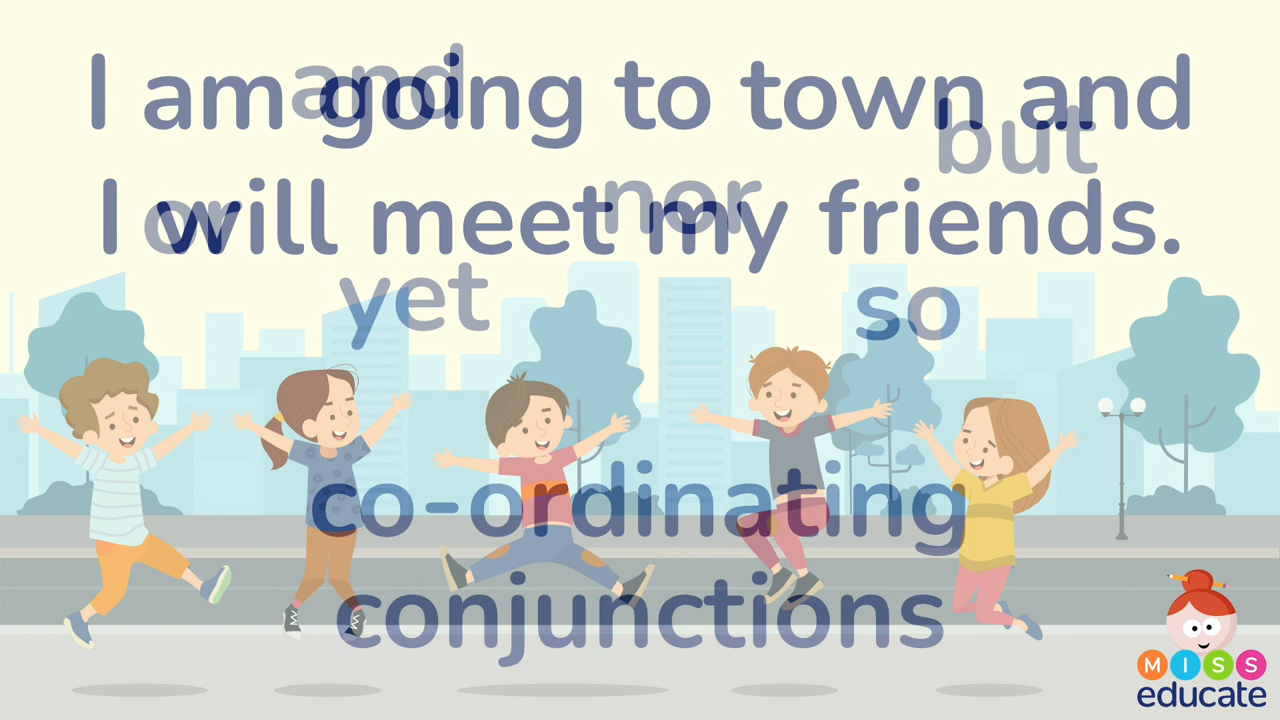 I am going to town and
I will meet my friends.
and
but
or
nor
yet
so
co-ordinating
conjunctions
MISS
educate